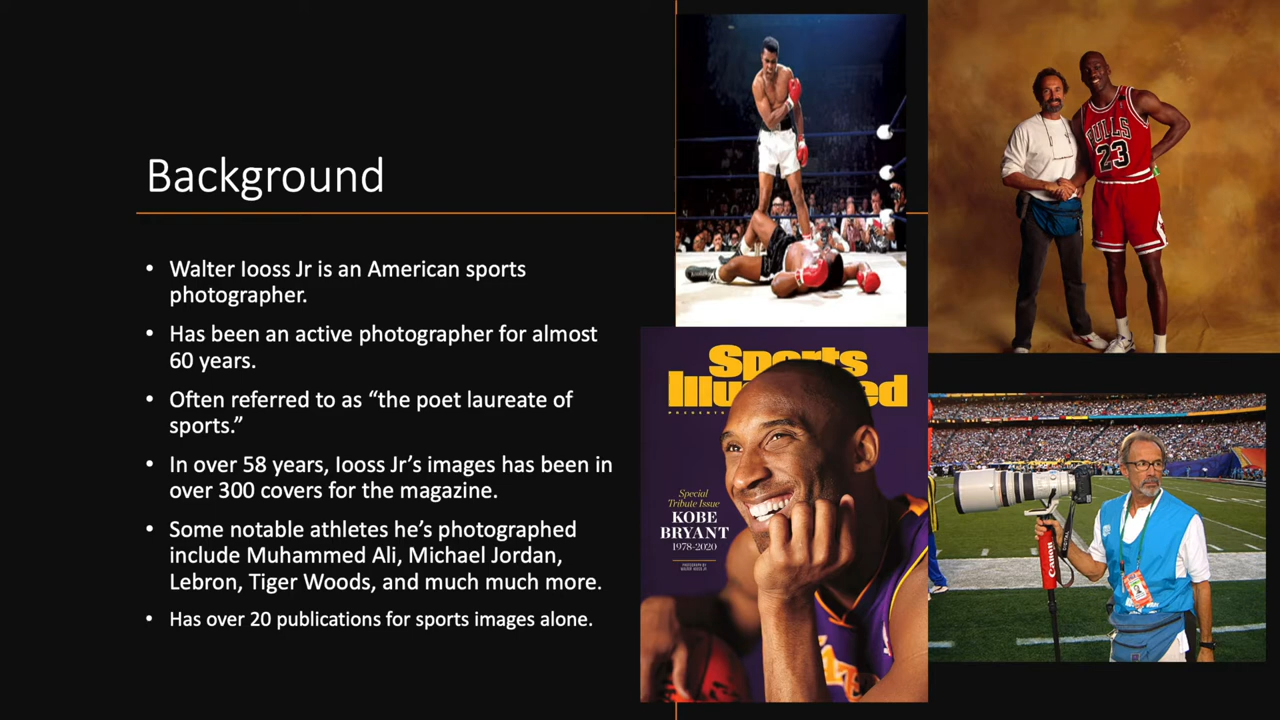 Background
• Walter Iooss Jr is an American sports
photographer.
• Has been an active photographer for almost
60 years.
• Often referred to as “the poet laureate of
sports.”
• In over 58 years, Iooss Jr’s images has been in
over 300 covers for the magazine.
• Some notable athletes he’s photographed
include Muhammed Ali, Michael Jordan,
Lebron, Tiger Woods, and much much more.
• Has over 20 publications for sports images alone.
BULLS
23
Sports
Illustrated
PRESENTS
Special
Tribute Issue
KOBE
BRYANT
1978-2020
Canon